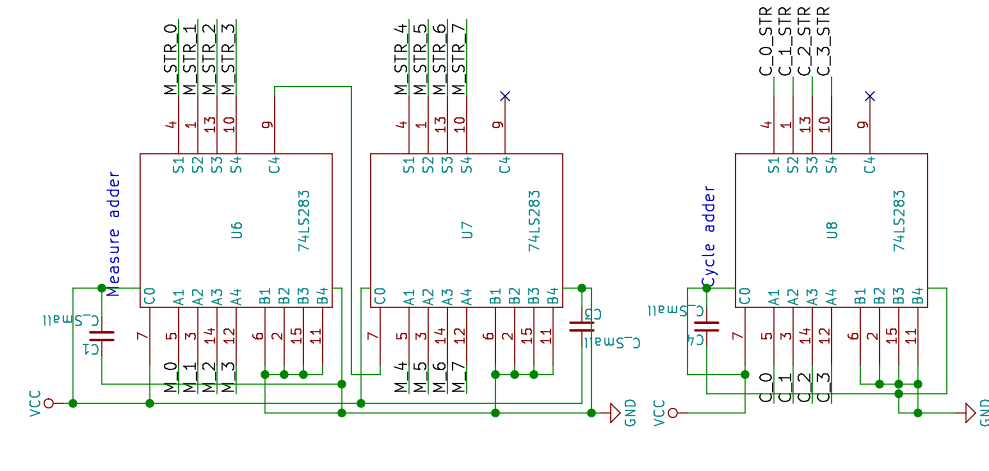 M_STR_0
M_STR_1
M_STR_2
M_STR_3
M_STR_4
M_STR_5
M_STR_6
M_STR_7
C_0_STR
C_1_STR
C_2_STR
C_3_STR
4
1
13
10
9
4
1
13
10
9
4
1
13
10
9
S1
S2
S3
S4
C4
S1
S2
S3
S4
C4
S1
S2
S3
S4
C4
Measure adder
U6
74LS283
U7
74LS283
Cycle adder
U8
74LS283
C0
A1
A2
A3
A4
B1
B2
B3
B4
C0
A1
A2
A3
A4
B1
B2
B3
B4
C0
A1
A2
A3
A4
B1
B2
B3
B4
C_Small
C1
C3
C_Small
C_Small
C4
7
5
3
14
12
6
2
15
11
7
5
3
14
12
6
2
15
11
7
5
3
14
12
6
2
15
11
M_0
M_1
M_2
M_3
M_4
M_5
M_6
M_7
C_0
C_1
C_2
C_3
VCC
GND
VCC
GND